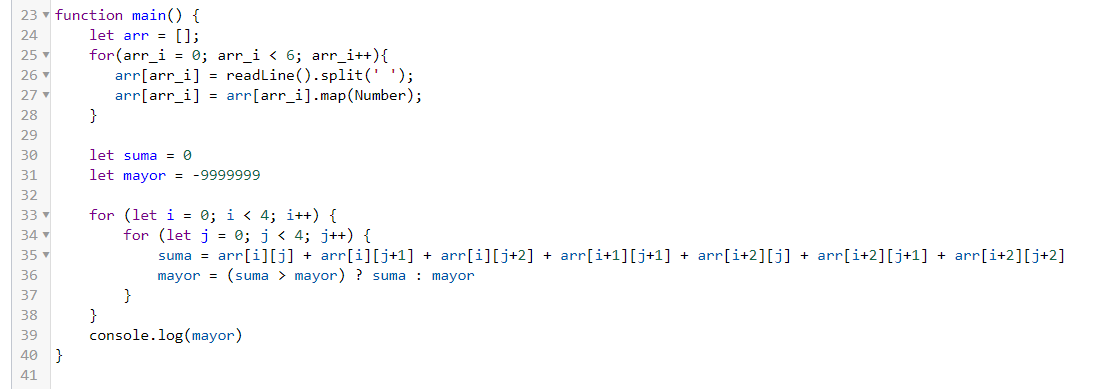 23 function main() {
24 let arr = [];
25 for(arr_i = 0; arr_i < 6; arr_i++){
26 arr[arr_i] = readLine().split(' ');
27 arr[arr_i] = arr[arr_i].map(Number);
28 }
29
30 let suma = 0
31 let mayor = -9999999
32
33 for (let i = 0; i < 4; i++) {
34 for (let j = 0; j < 4; j++) {
35 suma = arr[i][j] + arr[i][j+1] + arr[i][j+2] + arr[i+1][j+1] + arr[i+2][j] + arr[i+2][j+1] + arr[i+2][j+2]
36 mayor = (suma > mayor) ? suma : mayor
37 }
38 }
39 console.log(mayor)
40 }
41